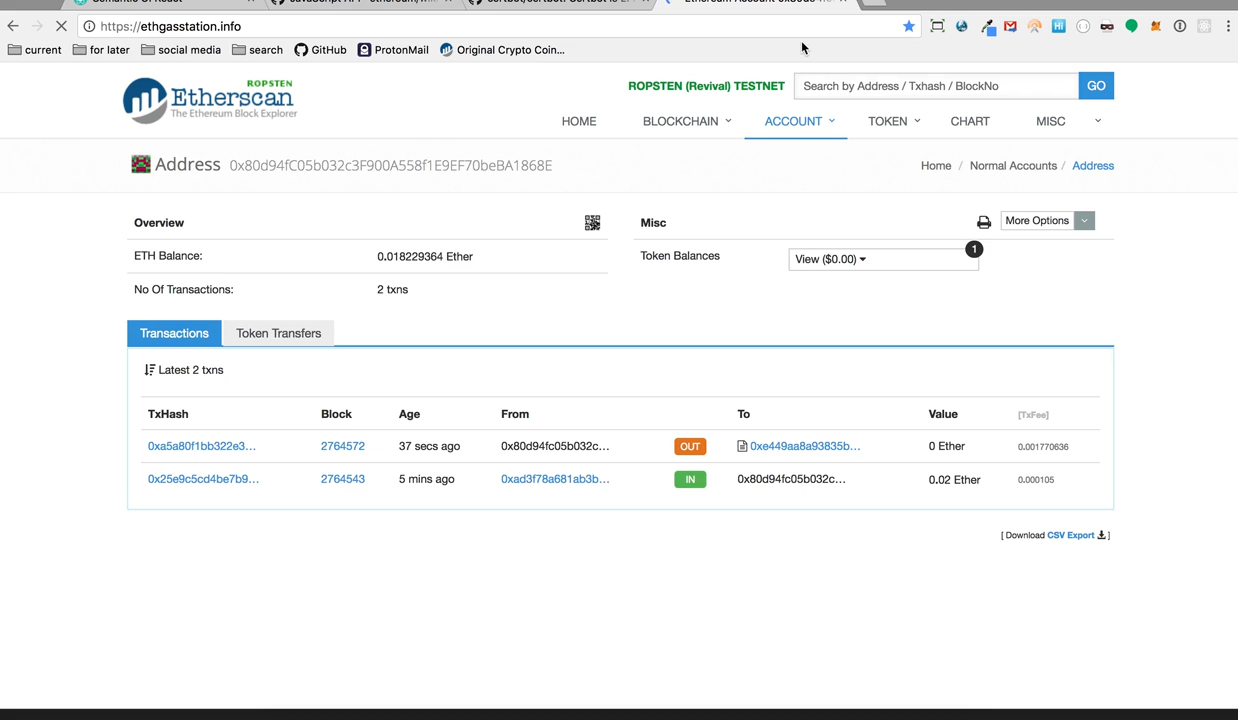 https://ethgasstation.info
current for later social media search GitHub ProtonMail Original Crypto Coin...
ROPSTEN
Etherscan
The Ethereum Block Explorer
ROPSTEN (Revival) TESTNET Search by Address / Txhash / BlockNo GO
HOME BLOCKCHAIN ACCOUNT TOKEN CHART MISC
Address 0x80d94fC05b032c3F900A558f1E9EF70beBA1868E Home / Normal Accounts / Address
Overview Misc More Options
ETH Balance: 0.018229364 Ether Token Balances View ($0.00) 1
No Of Transactions: 2 txns
Transactions Token Transfers
Latest 2 txns
TxHash Block Age From To Value [TxFee]
0xa5a80f1bb322e3... 2764572 37 secs ago 0x80d94fc05b032c... OUT 0xe449aa8a93835b... 0 Ether 0.001770636
0x25e9c5cd4be7b9... 2764543 5 mins ago 0xad3f78a681ab3b... IN 0x80d94fc05b032c... 0.02 Ether 0.000105
[ Download CSV Export ]